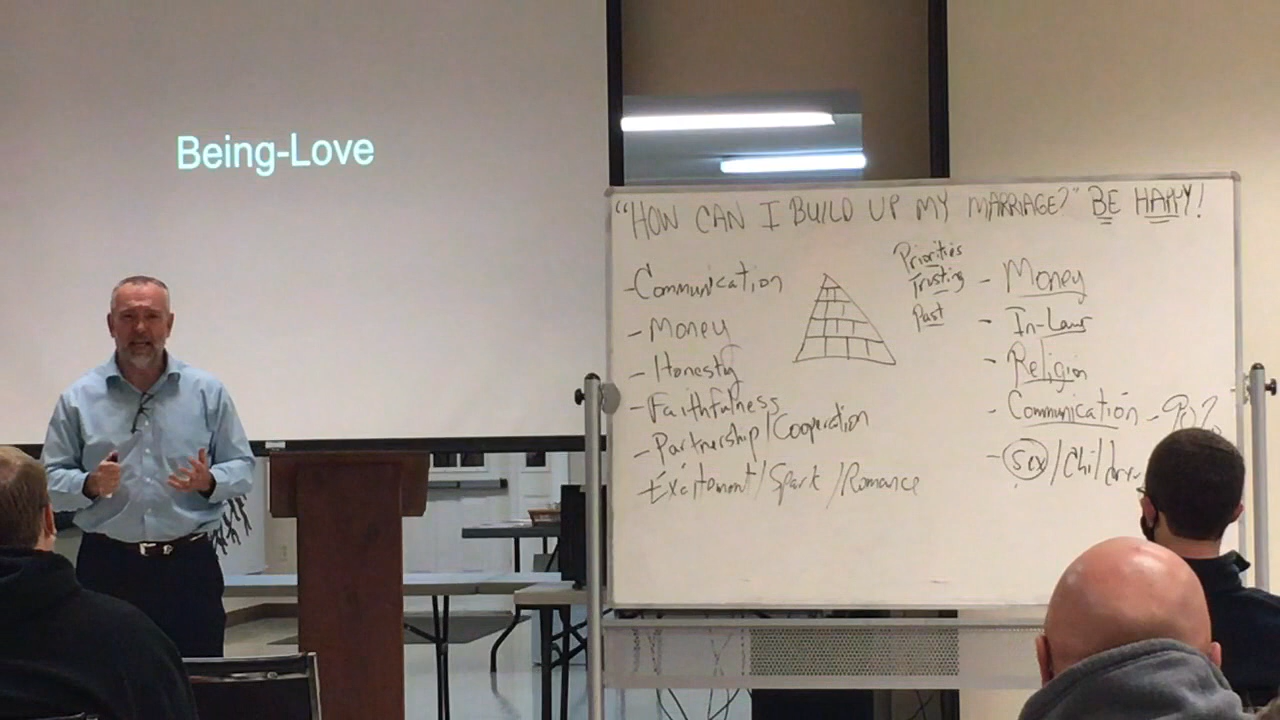 Being-Love
"HOW CAN I BUILD UP MY MARRIAGE?" BE HAPPY!
-Communication
- Money
- Honesty
-Faithfulness
- Partnership/Cooperation
- Excitement/Spark/Romance
Priorities
Trusting
Past
- Money
- In-Laws
- Religion
- Communication -
- Sex/Children